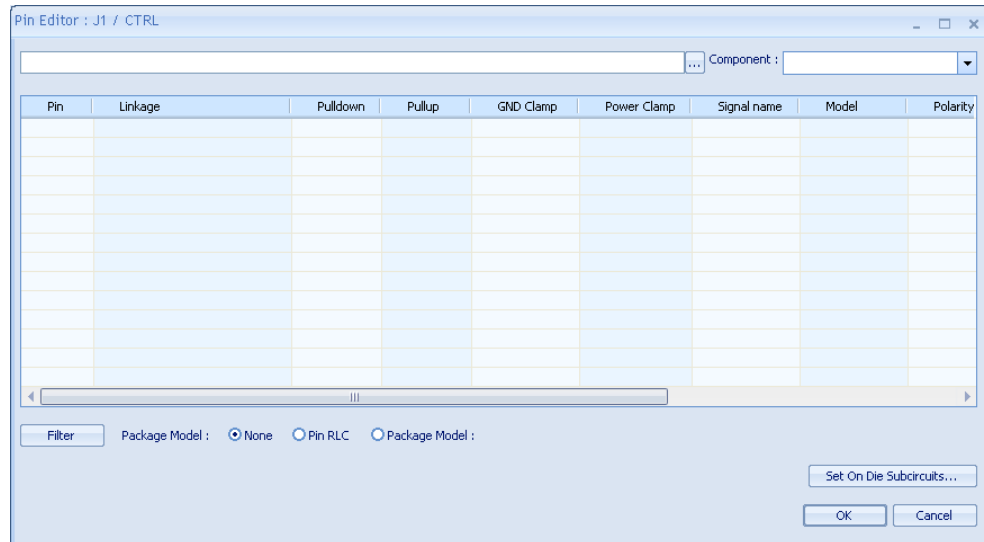 Pin Editor : J1 / CTRL
... Component :
Pin Linkage Pulldown Pullup GND Clamp Power Clamp Signal name Model Polarity
Filter Package Model : None Pin RLC Package Model :
Set On Die Subcircuits...
OK Cancel